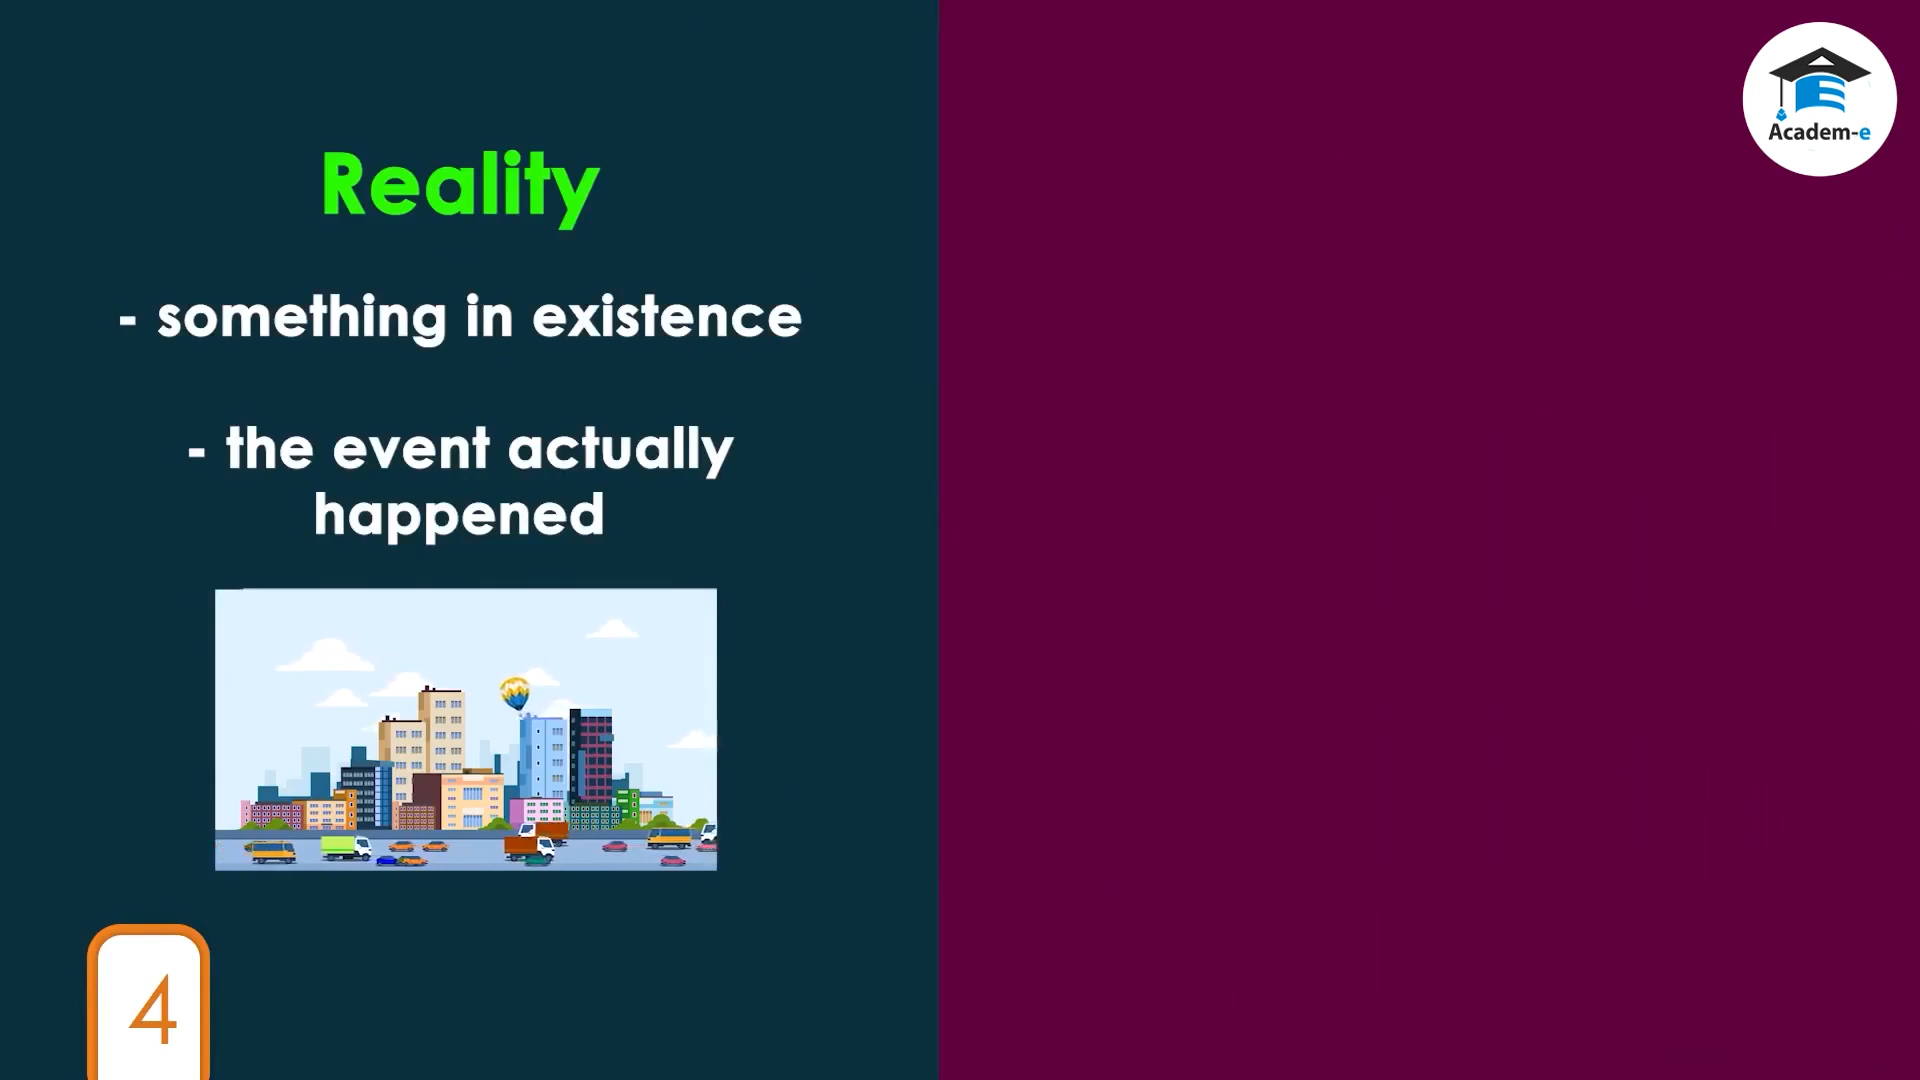 Reality
- something in existence
- the event actually
happened
4
Academ-e